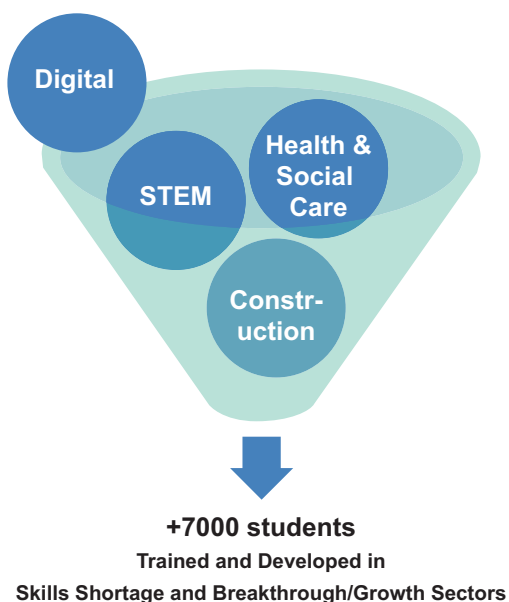 Digital
Health &
Social
Care
STEM
Constr-
uction
+7000 students
Trained and Developed in
Skills Shortage and Breakthrough/Growth Sectors